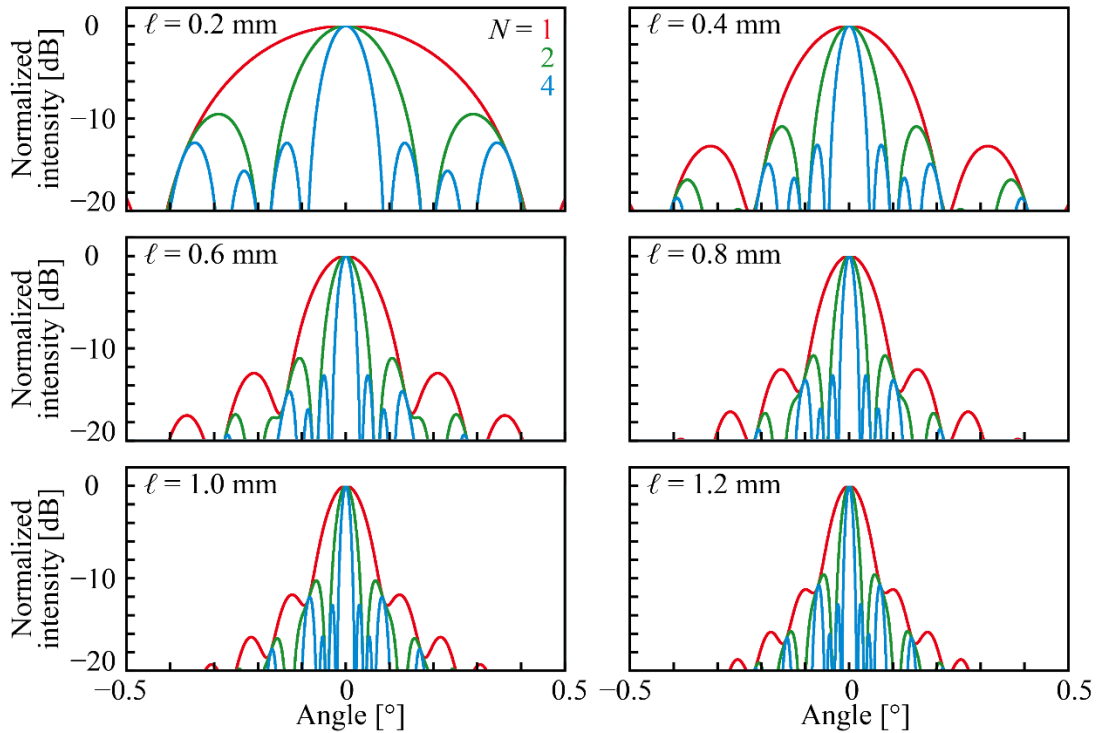 Normalized
intensity [dB]
0
−10
−20
ℓ = 0.2 mm
N = 1
2
4
ℓ = 0.4 mm
Normalized
intensity [dB]
0
−10
−20
ℓ = 0.6 mm
ℓ = 0.8 mm
Normalized
intensity [dB]
0
−10
−20
ℓ = 1.0 mm
ℓ = 1.2 mm
−0.5 0 0.5
−0.5 0 0.5
Angle [°]
Angle [°]